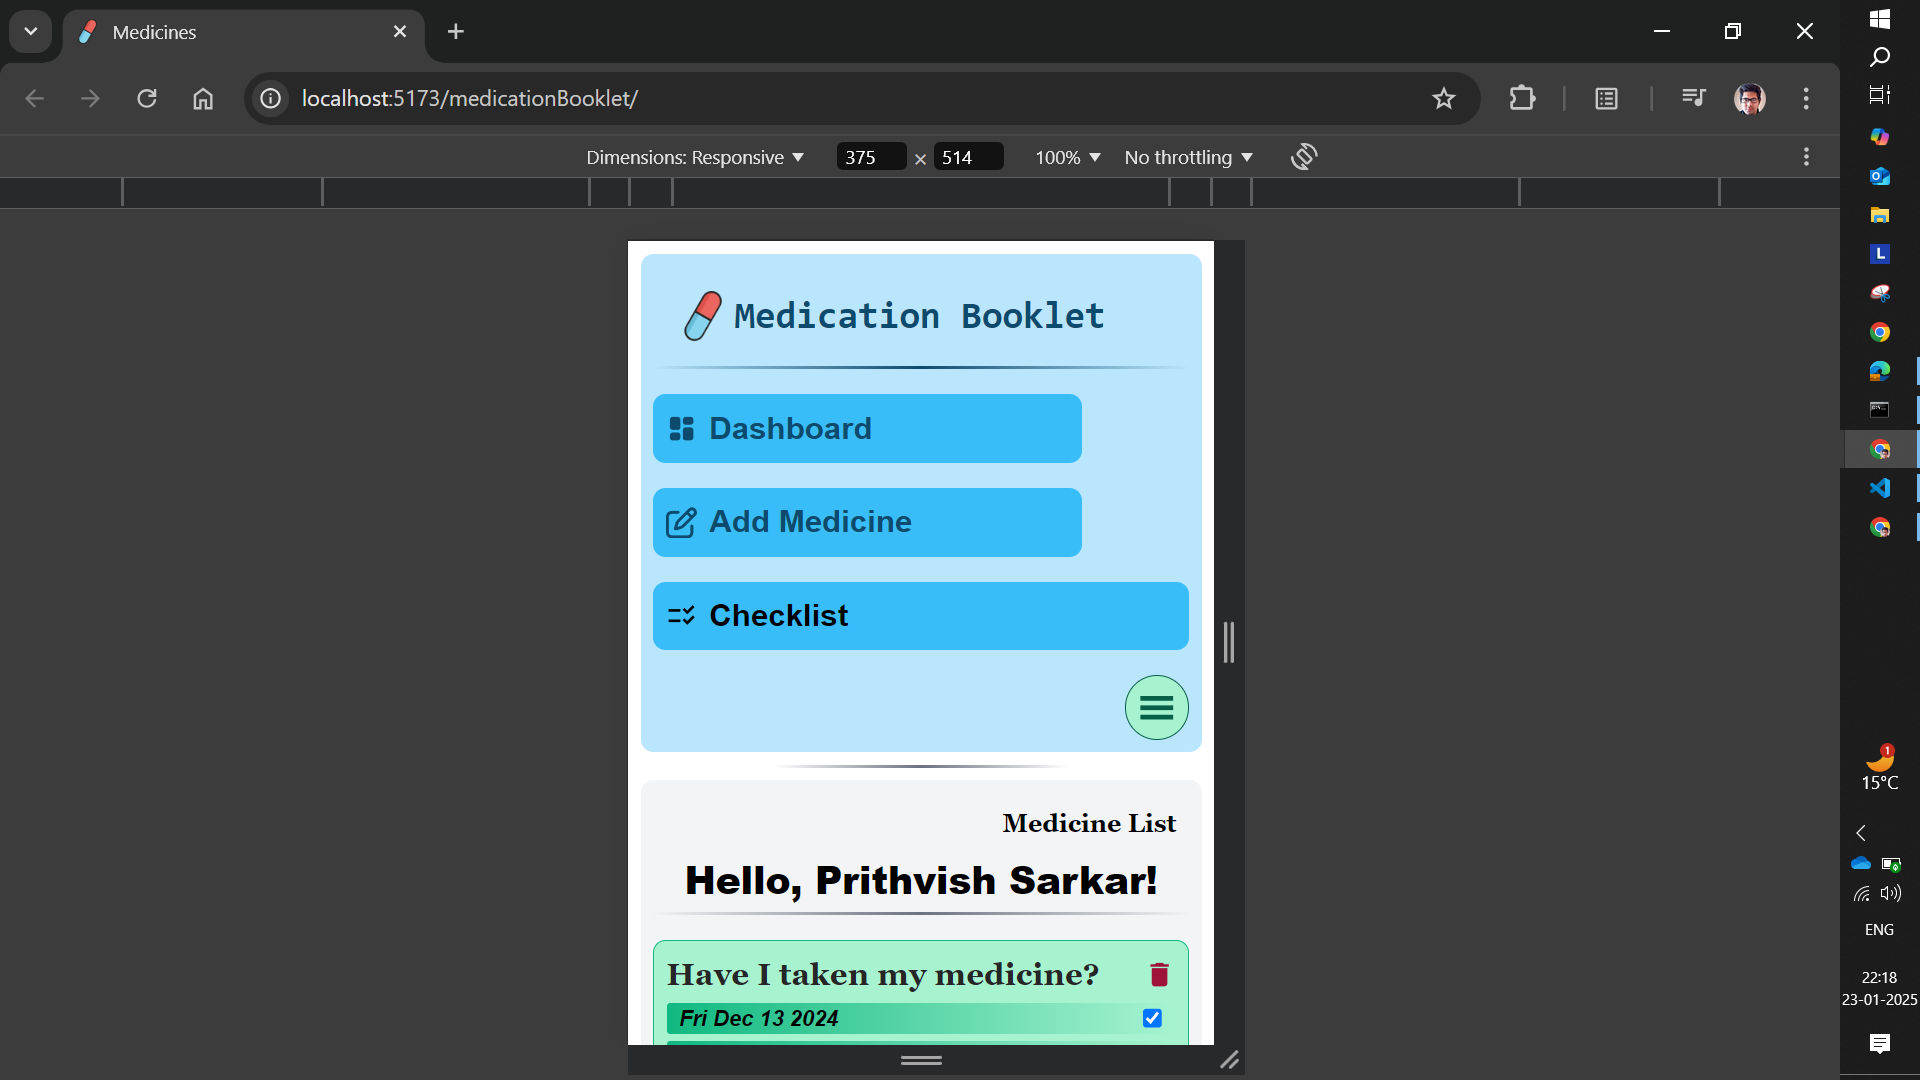 Medicines
localhost:5173/medicationBooklet/
Dimensions: Responsive 375 × 514 100% No throttling
Medication Booklet
Dashboard
Add Medicine
Checklist
Medicine List
Hello, Prithvish Sarkar!
Have I taken my medicine?
Fri Dec 13 2024
L
1
15°C
ENG
22:18
23-01-2025